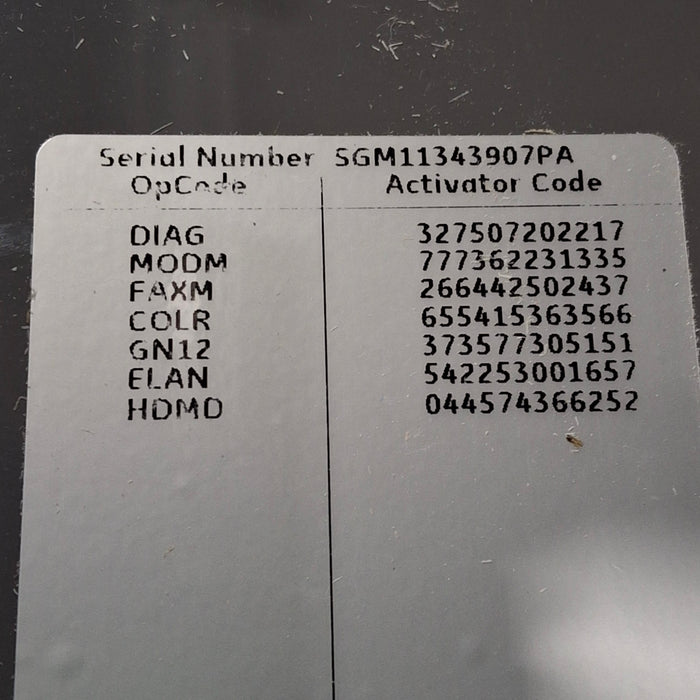 Serial Number SGM11343907PA
OpCode Activator Code
DIAG 327507202217
MODM 777362231335
FAXM 266442502437
COLR 655415363566
GN12 373577305151
ELAN 542253001657
HDMD 044574366252